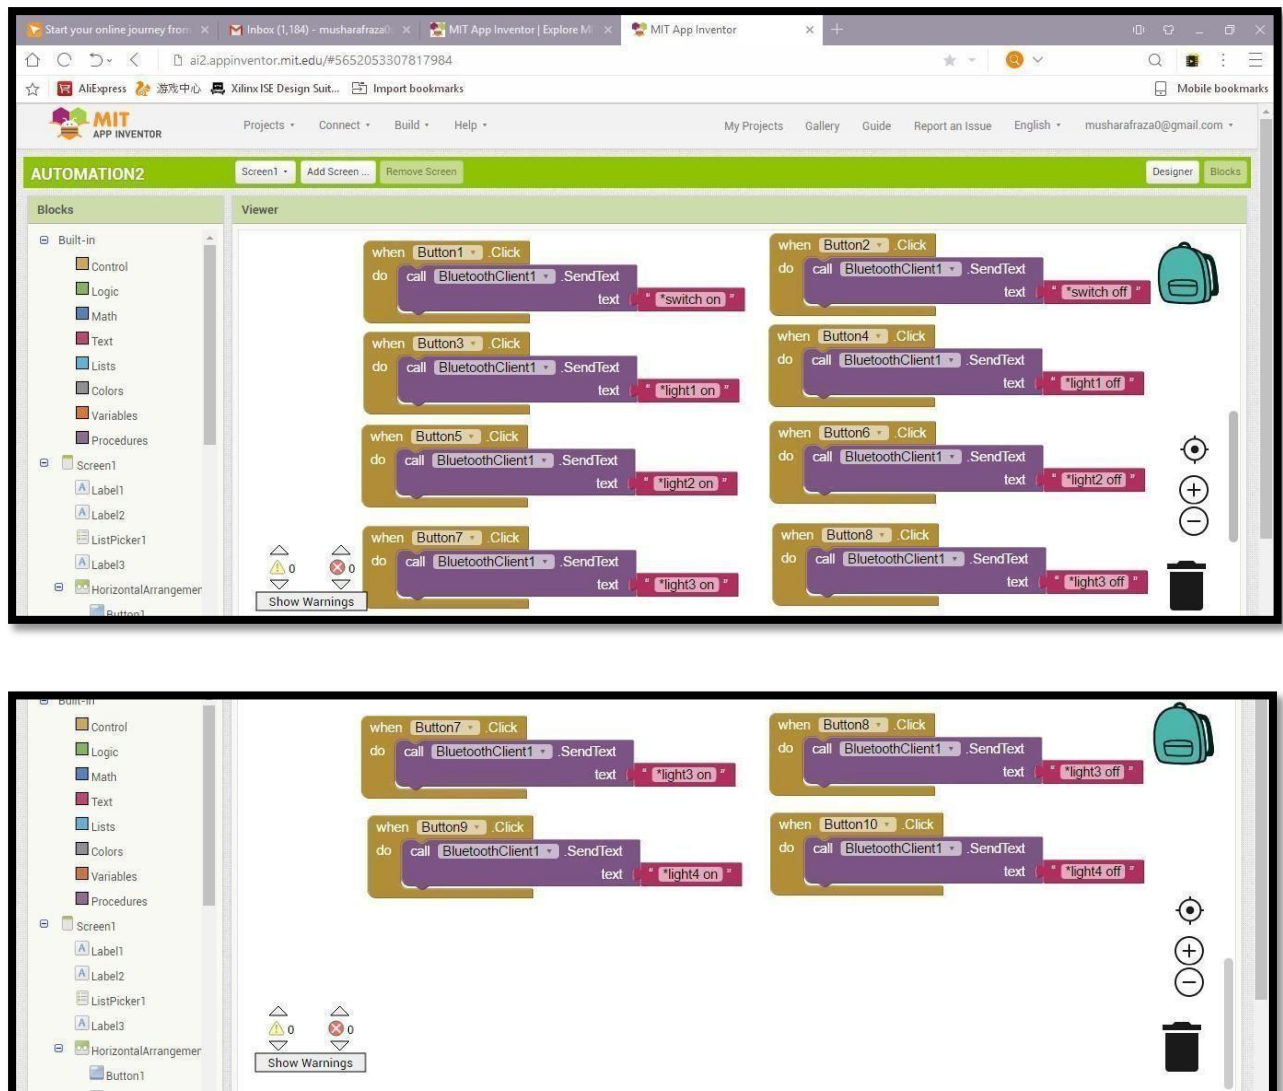 Start your online journey from
Inbox (1,184) - musharafraza0
MIT App Inventor | Explore MI
MIT App Inventor
ai2.appinventor.mit.edu/#5652053307817984
AliExpress 游戏中心 Xilinx ISE Design Suit... Import bookmarks Mobile bookmarks
MIT
APP INVENTOR
Projects Connect Build Help My Projects Gallery Guide Report an Issue English musharafraza0@gmail.com
AUTOMATION2 Screen1 Add Screen ... Remove Screen Designer Blocks
Blocks Viewer
Built-in
Control
Logic
Math
Text
Lists
Colors
Variables
Procedures
Screen1
Label1
Label2
ListPicker1
Label3
HorizontalArrangemer
Button1
when Button1 .Click
do call BluetoothClient1 .SendText
text " *switch on "
when Button2 .Click
do call BluetoothClient1 .SendText
text " *switch off "
when Button3 .Click
do call BluetoothClient1 .SendText
text " *light1 on "
when Button4 .Click
do call BluetoothClient1 .SendText
text " *light1 off "
when Button5 .Click
do call BluetoothClient1 .SendText
text " *light2 on "
when Button6 .Click
do call BluetoothClient1 .SendText
text " *light2 off "
when Button7 .Click
do call BluetoothClient1 .SendText
text " *light3 on "
when Button8 .Click
do call BluetoothClient1 .SendText
text " *light3 off "
0 0
Show Warnings
Built-in
Control
Logic
Math
Text
Lists
Colors
Variables
Procedures
Screen1
Label1
Label2
ListPicker1
Label3
HorizontalArrangemer
Button1
when Button7 .Click
do call BluetoothClient1 .SendText
text " *light3 on "
when Button8 .Click
do call BluetoothClient1 .SendText
text " *light3 off "
when Button9 .Click
do call BluetoothClient1 .SendText
text " *light4 on "
when Button10 .Click
do call BluetoothClient1 .SendText
text " *light4 off "
0 0
Show Warnings